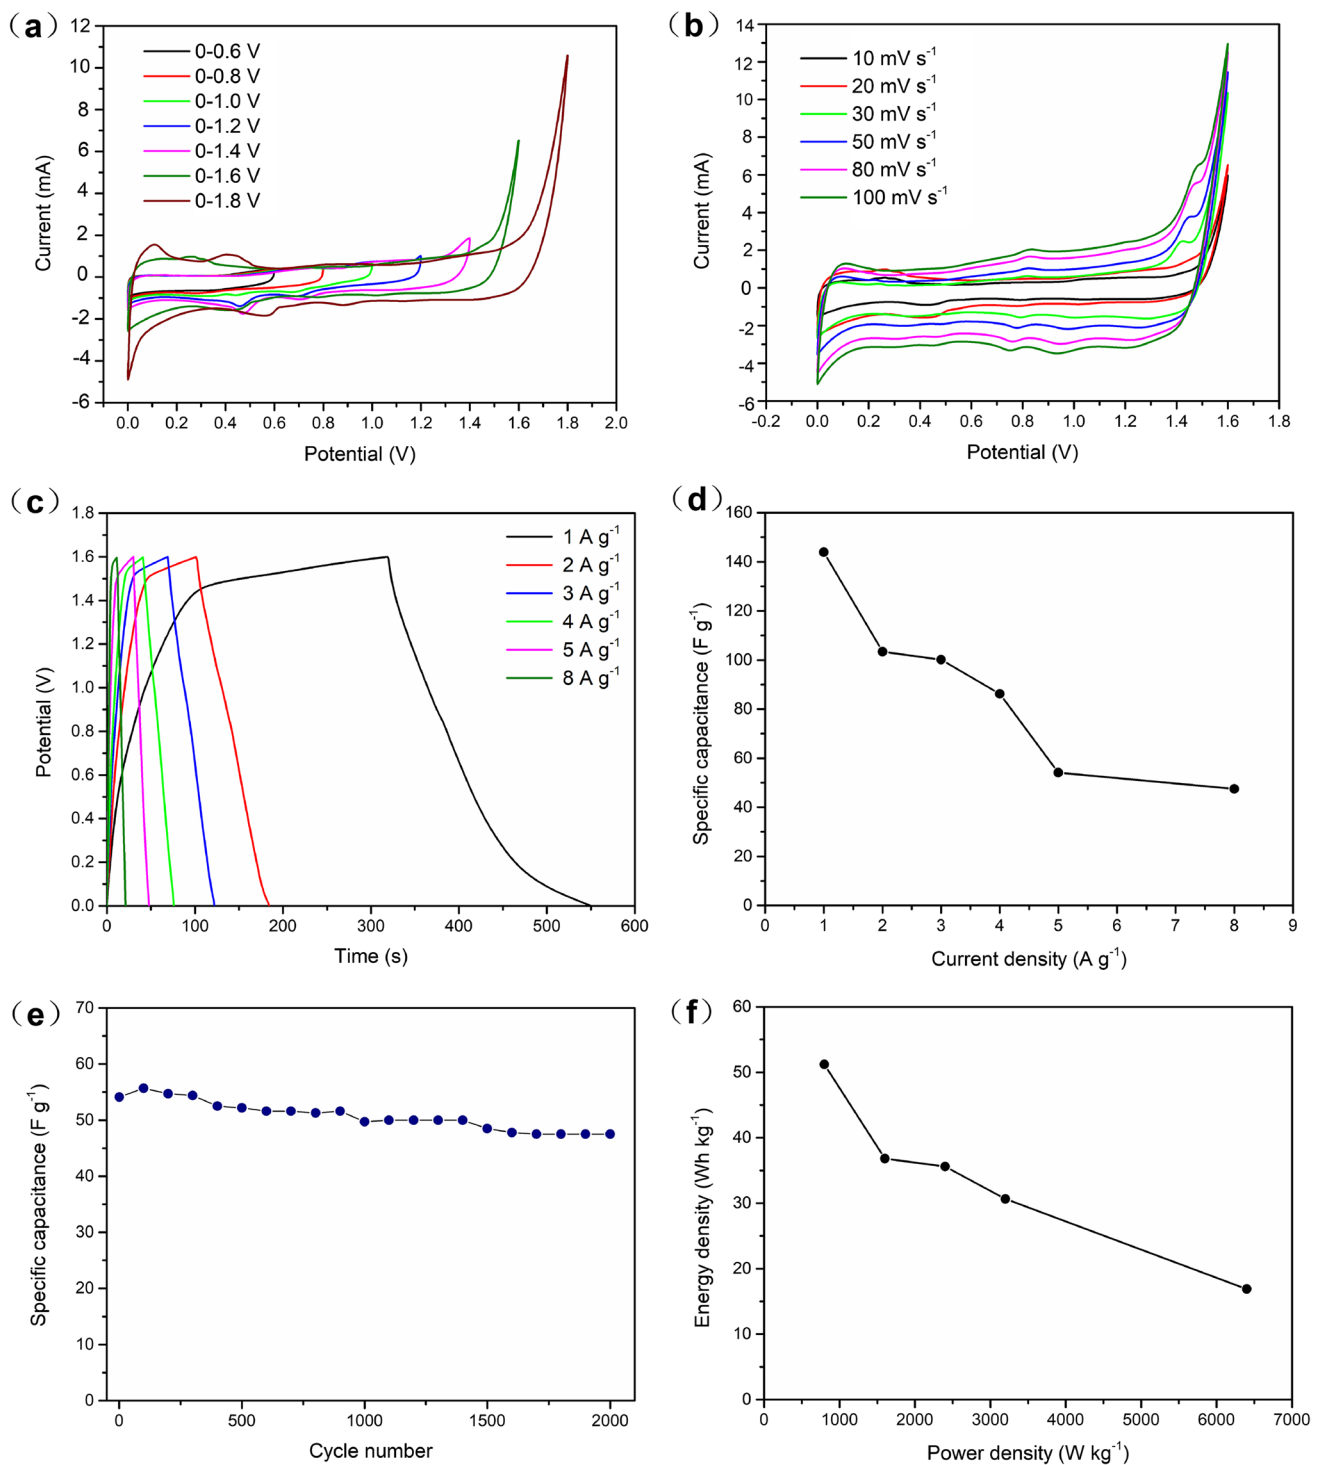 (a)
12
10
8
6
4
2
0
-2
-4
-6
Current (mA)
0-0.6 V
0-0.8 V
0-1.0 V
0-1.2 V
0-1.4 V
0-1.6 V
0-1.8 V
0.0 0.2 0.4 0.6 0.8 1.0 1.2 1.4 1.6 1.8 2.0
Potential (V)
(b)
14
12
10
8
6
4
2
0
-2
-4
-6
Current (mA)
10 mV s⁻¹
20 mV s⁻¹
30 mV s⁻¹
50 mV s⁻¹
80 mV s⁻¹
100 mV s⁻¹
-0.2 0.0 0.2 0.4 0.6 0.8 1.0 1.2 1.4 1.6 1.8
Potential (V)
(c)
1.8
1.6
1.4
1.2
1.0
0.8
0.6
0.4
0.2
0.0
Potential (V)
1 A g⁻¹
2 A g⁻¹
3 A g⁻¹
4 A g⁻¹
5 A g⁻¹
8 A g⁻¹
0 100 200 300 400 500 600
Time (s)
(d)
160
140
120
100
80
60
40
20
0
Specific capacitance (F g⁻¹)
0 1 2 3 4 5 6 7 8 9
Current density (A g⁻¹)
(e)
70
60
50
40
30
20
10
0
Specific capacitance (F g⁻¹)
0 500 1000 1500 2000
Cycle number
(f)
60
50
40
30
20
10
0
Energy density (Wh kg⁻¹)
0 1000 2000 3000 4000 5000 6000 7000
Power density (W kg⁻¹)